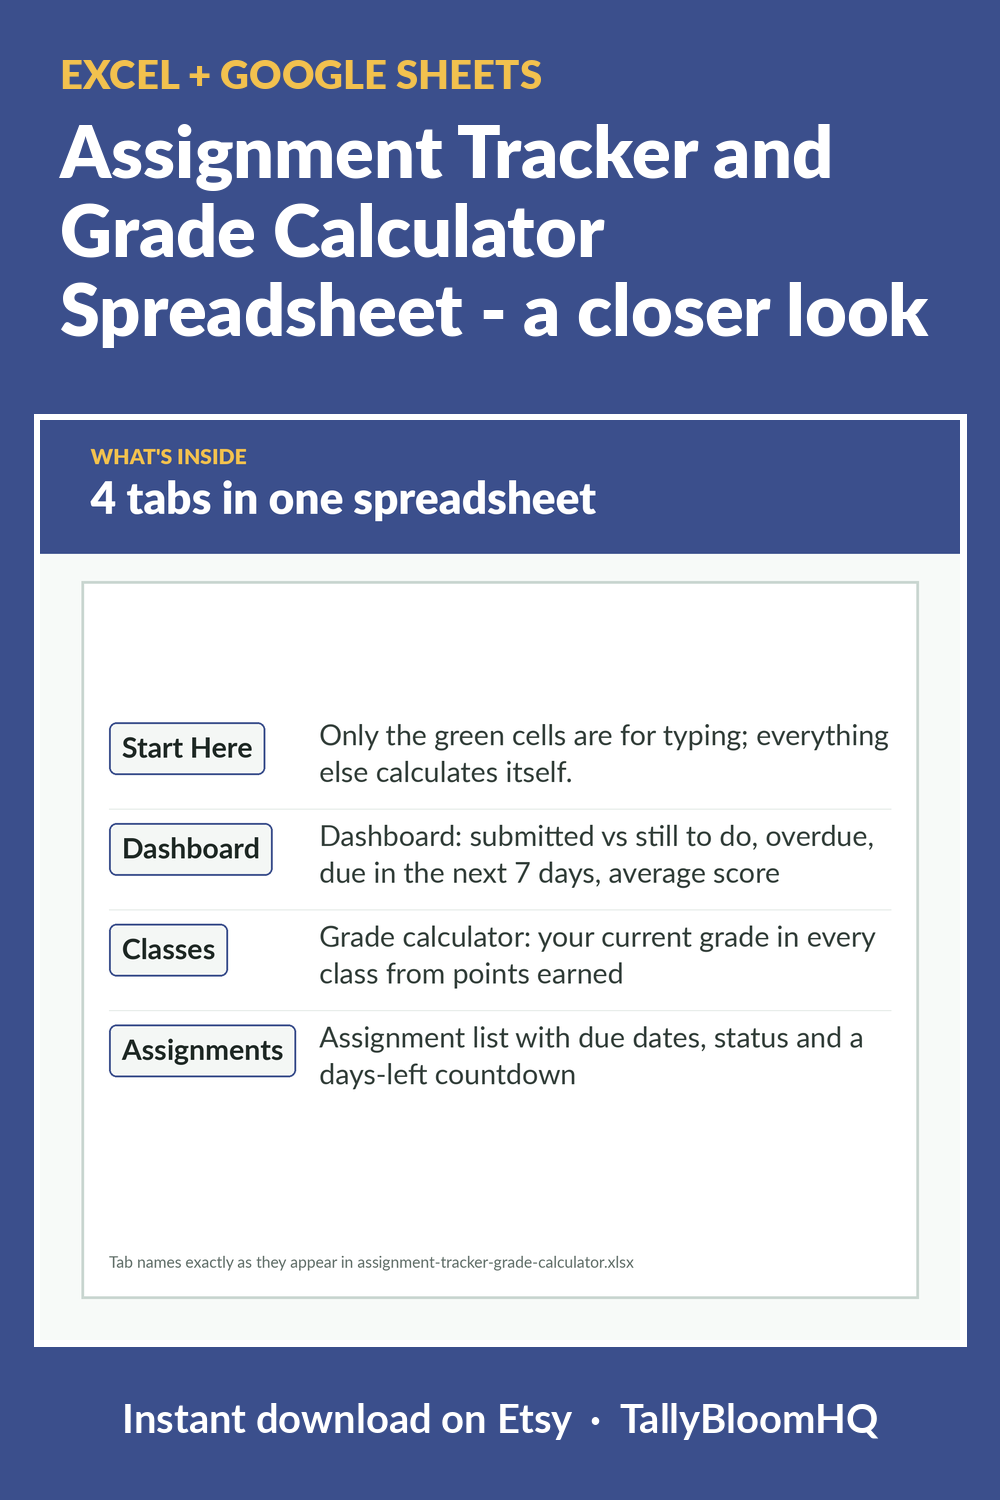 EXCEL + GOOGLE SHEETS
Assignment Tracker and
Grade Calculator
Spreadsheet - a closer look
WHAT'S INSIDE
4 tabs in one spreadsheet
Start Here
Only the green cells are for typing; everything
else calculates itself.
Dashboard
Dashboard: submitted vs still to do, overdue,
due in the next 7 days, average score
Classes
Grade calculator: your current grade in every
class from points earned
Assignments
Assignment list with due dates, status and a
days-left countdown
Tab names exactly as they appear in assignment-tracker-grade-calculator.xlsx
Instant download on Etsy · TallyBloomHQ